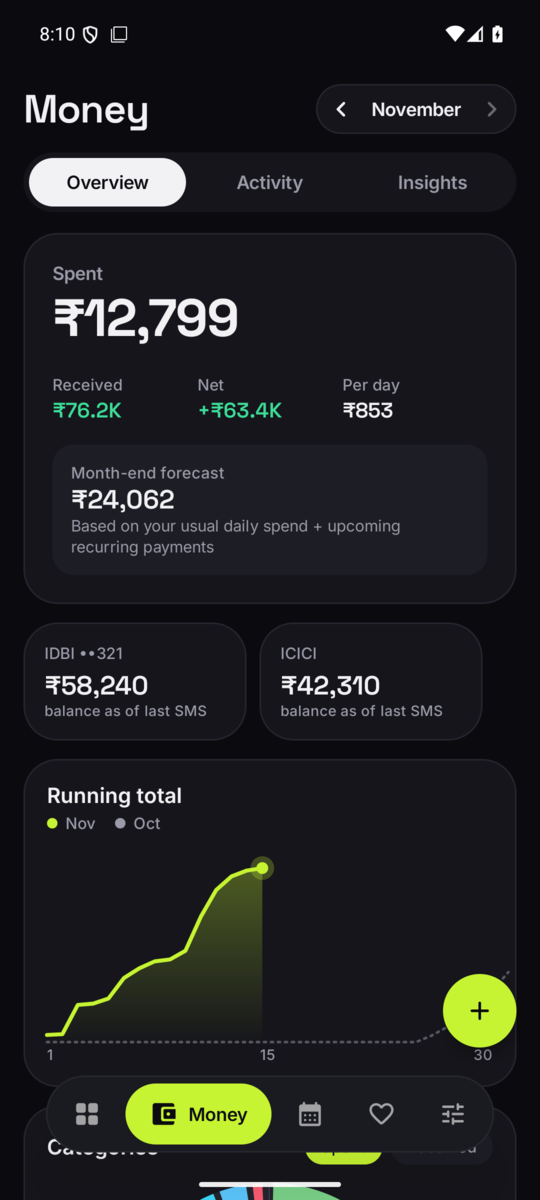 8:10
Money
November
Overview Activity Insights
Spent
₹12,799
Received Net Per day
₹76.2K +₹63.4K ₹853
Month-end forecast
₹24,062
Based on your usual daily spend + upcoming
recurring payments
IDBI ••321 ICICI
₹58,240 ₹42,310
balance as of last SMS balance as of last SMS
Running total
Nov Oct
+
1 15 30
Money
Categories